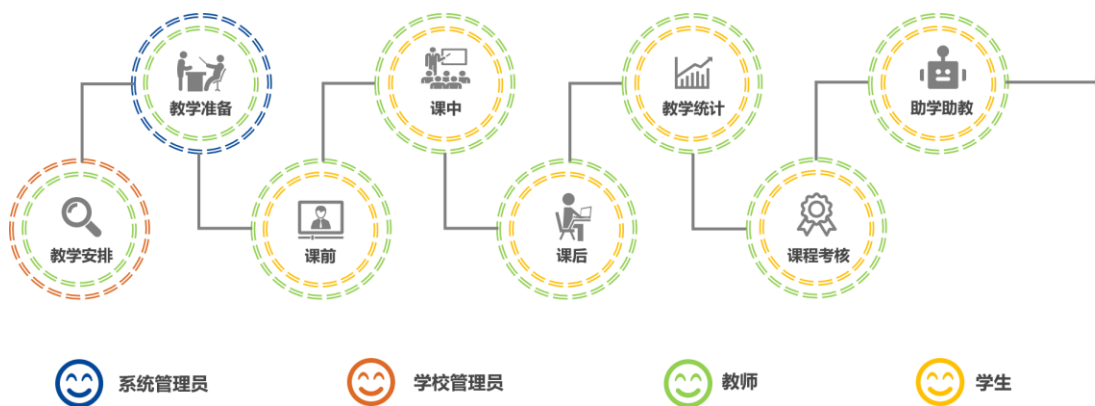 教学准备
课中
教学统计
助学助教
教学安排
课前
课后
课程考核
系统管理员
学校管理员
教师
学生